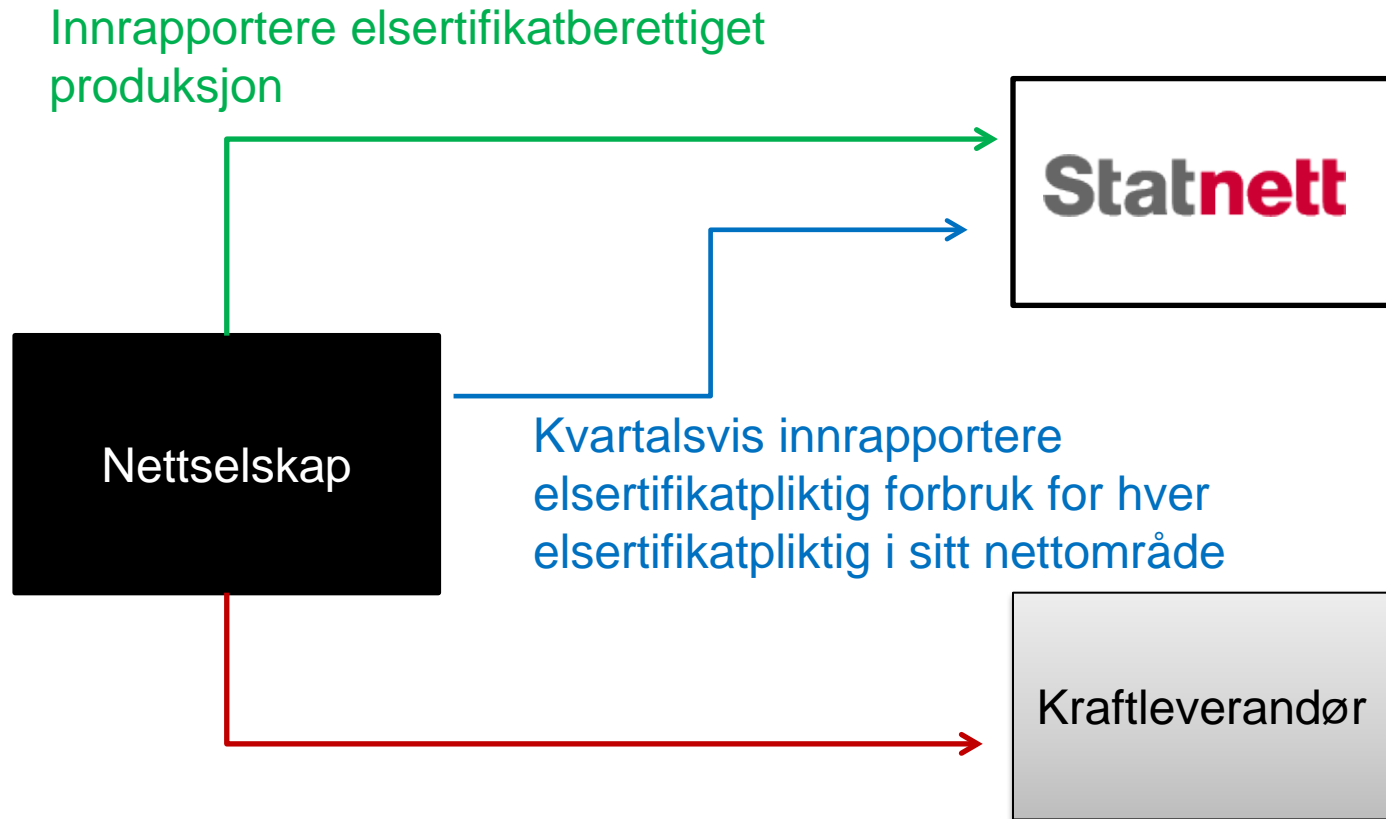 Innrapportere elsertifikatberettiget
produksjon
Statnett
Nettselskap
Kvartalsvis innrapportere
elsertifikatpliktig forbruk for hver
elsertifikatpliktig i sitt nettområde
Kraftleverandør